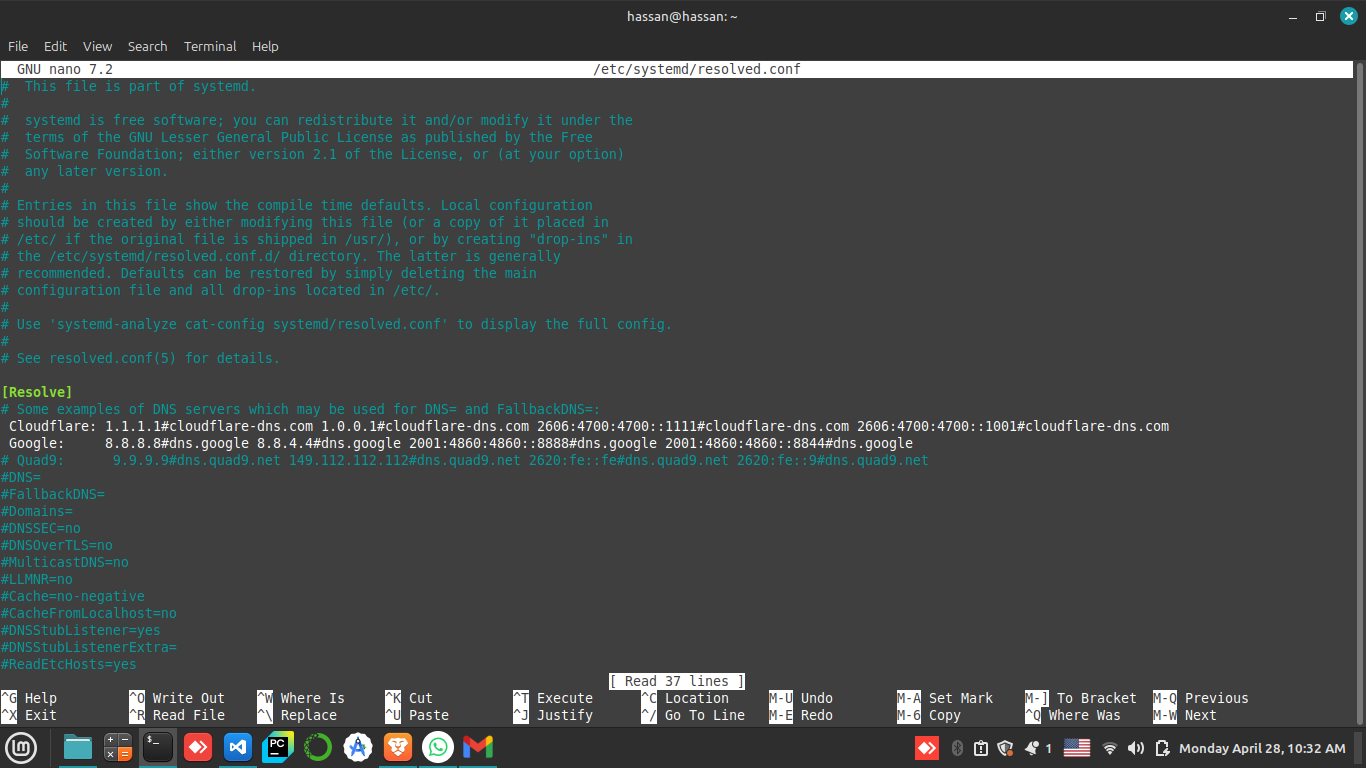 hassan@hassan: ~
File Edit View Search Terminal Help
GNU nano 7.2 /etc/systemd/resolved.conf
#  This file is part of systemd.
#
#  systemd is free software; you can redistribute it and/or modify it under the
#  terms of the GNU Lesser General Public License as published by the Free
#  Software Foundation; either version 2.1 of the License, or (at your option)
#  any later version.
#
# Entries in this file show the compile time defaults. Local configuration
# should be created by either modifying this file (or a copy of it placed in
# /etc/ if the original file is shipped in /usr/), or by creating "drop-ins" in
# the /etc/systemd/resolved.conf.d/ directory. The latter is generally
# recommended. Defaults can be restored by simply deleting the main
# configuration file and all drop-ins located in /etc/.
#
# Use 'systemd-analyze cat-config systemd/resolved.conf' to display the full config.
#
# See resolved.conf(5) for details.
[Resolve]
# Some examples of DNS servers which may be used for DNS= and FallbackDNS=:
 Cloudflare: 1.1.1.1#cloudflare-dns.com 1.0.0.1#cloudflare-dns.com 2606:4700:4700::1111#cloudflare-dns.com 2606:4700:4700::1001#cloudflare-dns.com
 Google:     8.8.8.8#dns.google 8.8.4.4#dns.google 2001:4860:4860::8888#dns.google 2001:4860:4860::8844#dns.google
# Quad9:      9.9.9.9#dns.quad9.net 149.112.112.112#dns.quad9.net 2620:fe::fe#dns.quad9.net 2620:fe::9#dns.quad9.net
#DNS=
#FallbackDNS=
#Domains=
#DNSSEC=no
#DNSOverTLS=no
#MulticastDNS=no
#LLMNR=no
#Cache=no-negative
#CacheFromLocalhost=no
#DNSStubListener=yes
#DNSStubListenerExtra=
#ReadEtcHosts=yes
[ Read 37 lines ]
^G Help ^O Write Out ^W Where Is ^K Cut ^T Execute ^C Location M-U Undo M-A Set Mark M-] To Bracket M-Q Previous
^X Exit ^R Read File ^\ Replace ^U Paste ^J Justify ^/ Go To Line M-E Redo M-6 Copy ^Q Where Was M-W Next
PC
1 Monday April 28, 10:32 AM